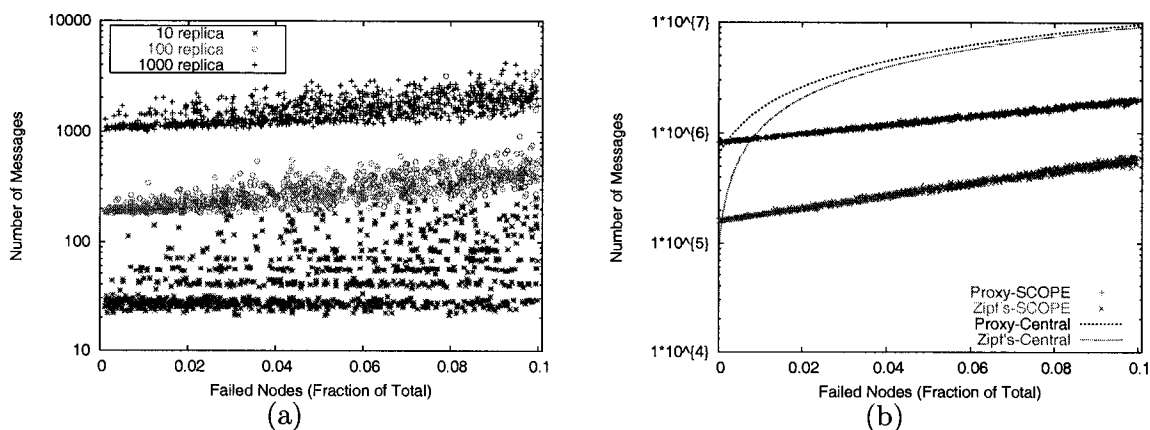 10000
1000
100
10
Number of Messages
10 replica
100 replica
1000 replica
0 0.02 0.04 0.06 0.08 0.1
Failed Nodes (Fraction of Total)
(a)
1*10^{7}
1*10^{6}
1*10^{5}
1*10^{4}
Number of Messages
Proxy-SCOPE
Zipf's-SCOPE
Proxy-Central
Zipf's-Central
0 0.02 0.04 0.06 0.08 0.1
Failed Nodes (Fraction of Total)
(b)